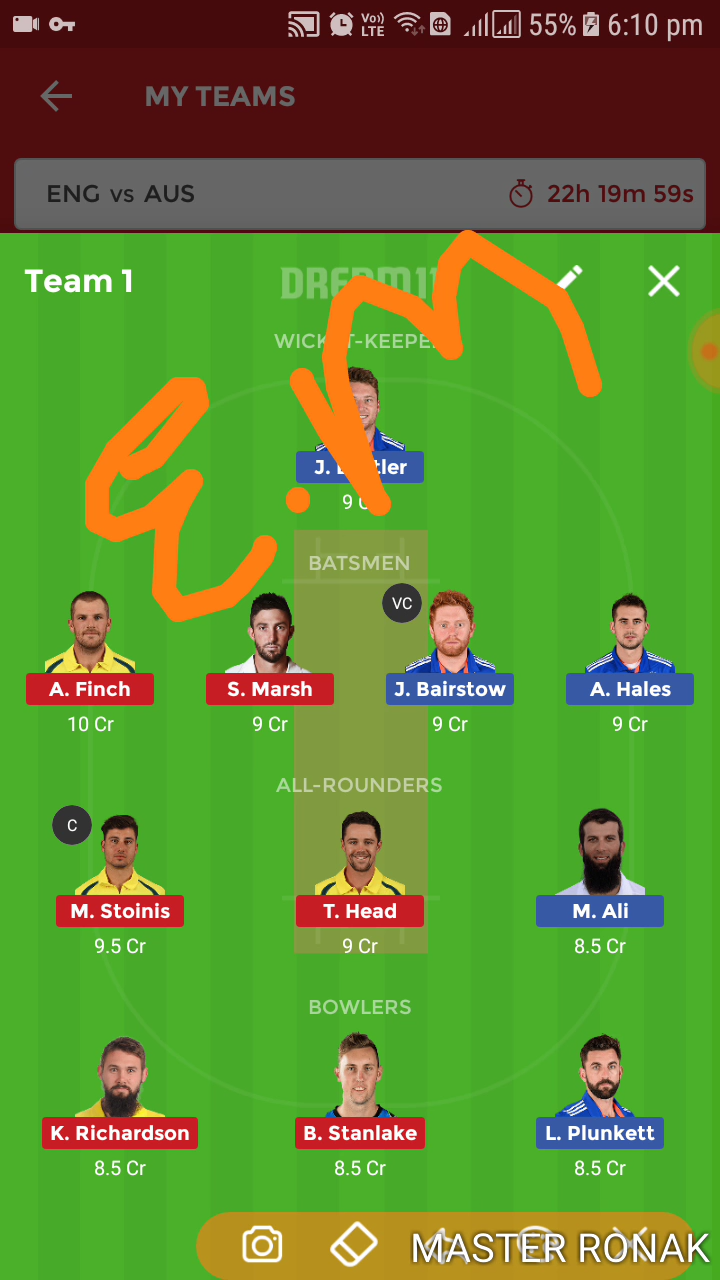 Vo)) LTE 55% 6:10 pm
MY TEAMS
ENG vs AUS 22h 19m 59s
Team 1 DREAM11
BATSMEN
9
VC
A. Finch S. Marsh J. Bairstow A. Hales
10 Cr 9 Cr 9 Cr 9 Cr
ALL-ROUNDERS
C
M. Stoinis T. Head M. Ali
9.5 Cr 9 Cr 8.5 Cr
BOWLERS
K. Richardson B. Stanlake L. Plunkett
8.5 Cr 8.5 Cr 8.5 Cr
MASTER RONAK